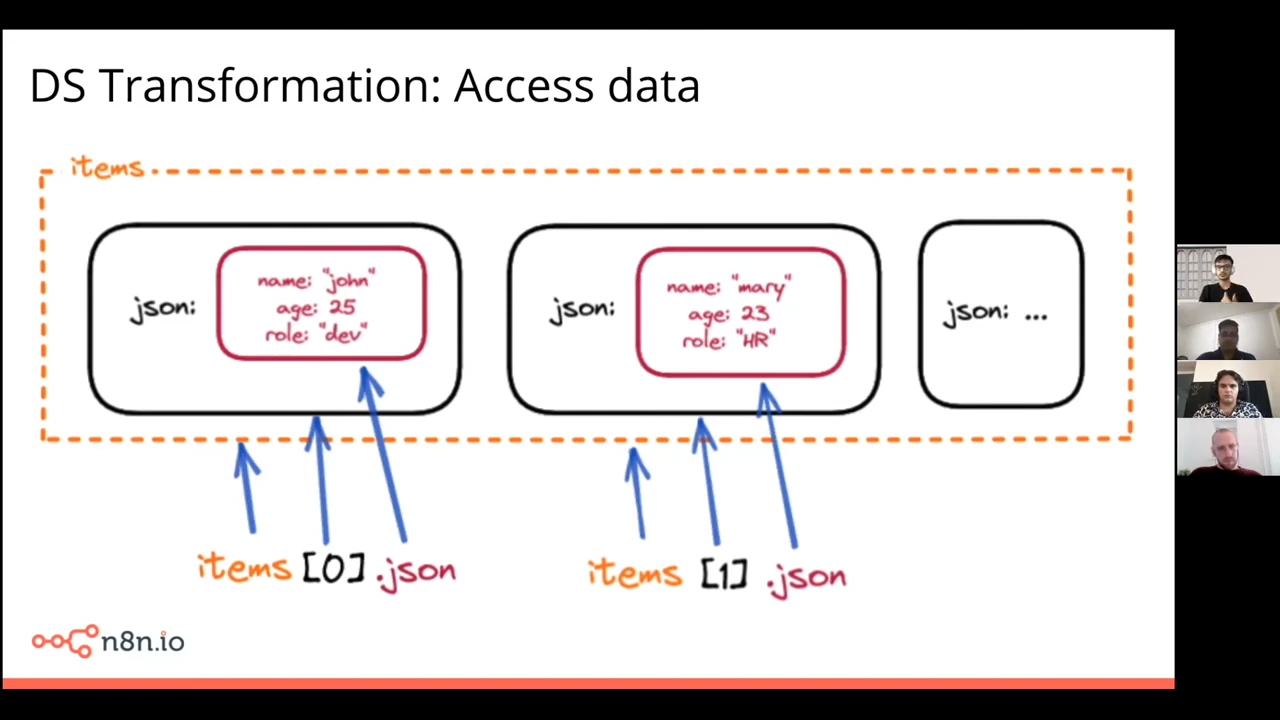 DS Transformation: Access data
items
json:
name: "john"
age: 25
role: "dev"
json:
name: "mary"
age: 23
role: "HR"
json: ...
items [0] .json
items [1] .json
n8n.io